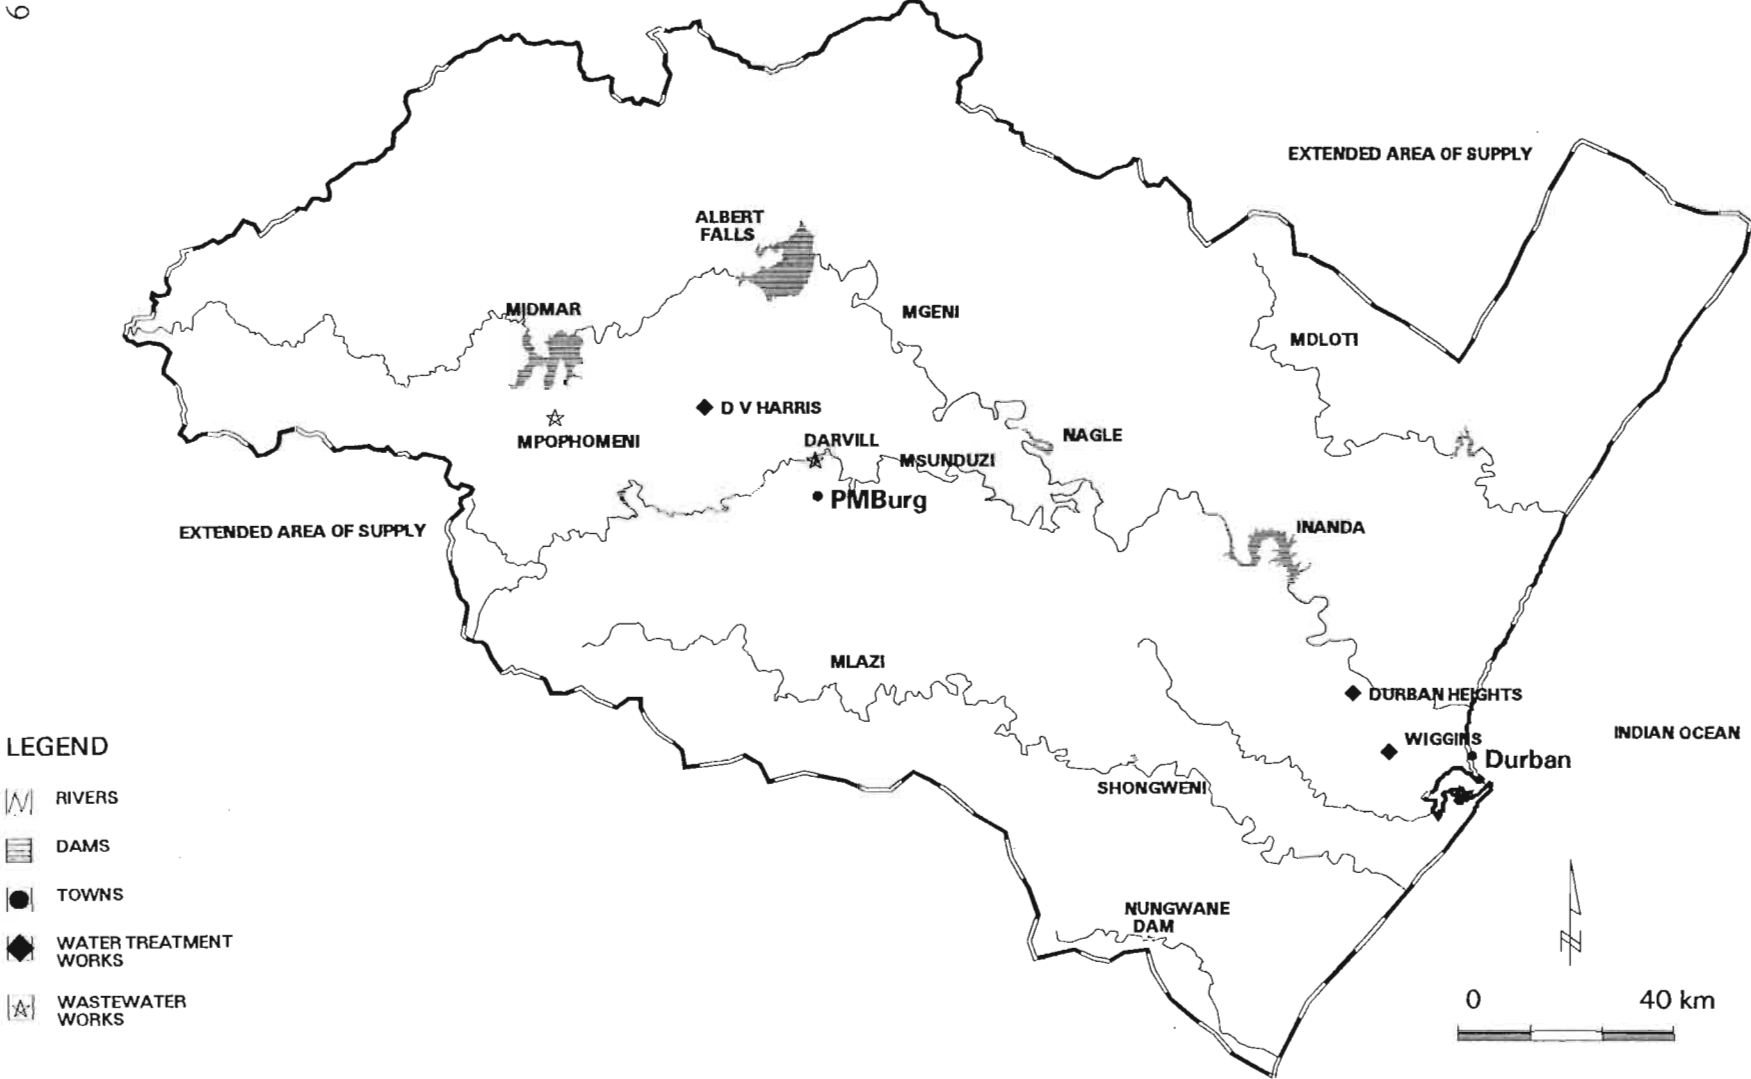 6
EXTENDED AREA OF SUPPLY
ALBERT
FALLS
MIDMAR
MGENI
MDLOTI
D V HARRIS
MPOPHOMENI
DARVILL
NAGLE
MSUNDUZI
PMBurg
EXTENDED AREA OF SUPPLY
INANDA
MLAZI
DURBAN HEIGHTS
WIGGINS
INDIAN OCEAN
Durban
SHONGWENI
NUNGWANE
DAM
LEGEND
RIVERS
DAMS
TOWNS
WATER TREATMENT
WORKS
WASTEWATER
WORKS
N
0 40 km